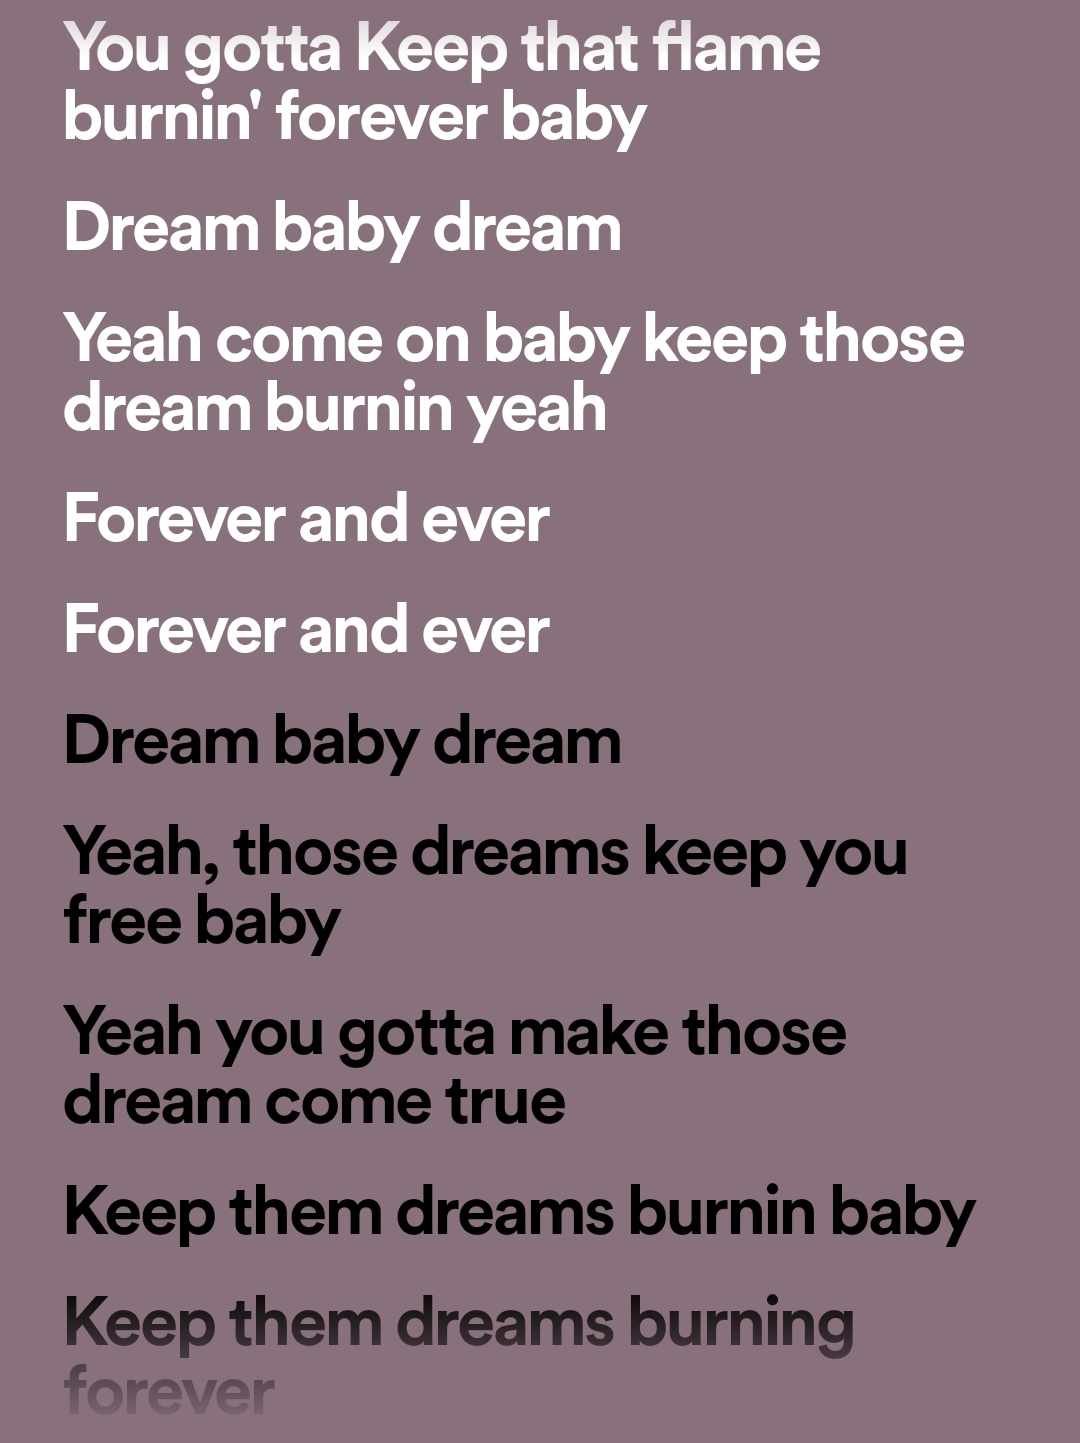 You gotta Keep that flame
burnin' forever baby
Dream baby dream
Yeah come on baby keep those
dream burnin yeah
Forever and ever
Forever and ever
Dream baby dream
Yeah, those dreams keep you
free baby
Yeah you gotta make those
dream come true
Keep them dreams burnin baby
Keep them dreams burning
forever